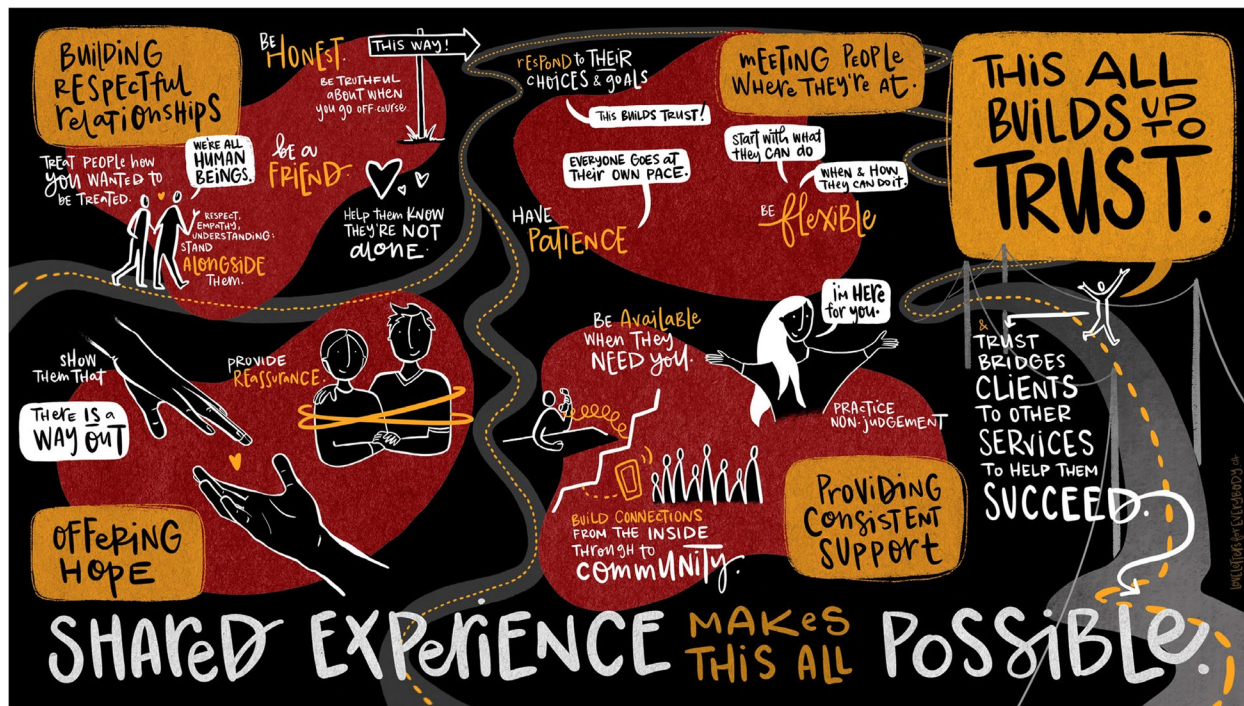 BUILDING
RESPECTFUL
relationships
BE
HONEST.
BE TRUTHFUL
about when
you go off-course
THIS WAY!
TREAT PEOPLE how
you WANTED to
be TREATED.
WE'RE ALL
HUMAN
BEINGS.
RESPECT,
EMPATHY,
UNDERSTANDING:
STAND
ALONGSIDE
THEM.
be a
FRIEND.
HELP THEM KNOW
THEY'RE NOT
alone.
RESPOND to THEIR
CHOICES & GOALS
THIS BUILDS TRUST!
MEETING PEOPLE
WHERE THEY'RE AT.
EVERYONE GOES AT
THEIR OWN PACE.
HAVE
PATIENCE
START WITH WHAT
THEY CAN DO
WHEN & HOW
THEY CAN DO IT.
BE
flexible
THIS ALL
BUILDS UP
TO
TRUST.
& TRUST
BRIDGES
CLIENTS
TO OTHER
SERVICES
TO HELP THEM
SUCCEED.
SHOW
THEM THAT
THERE IS a
WAY OUT
PROVIDE
REASSURANCE.
OFFERING
HOPE
BE Available
WHEN THEY
NEED YOU.
I'm HERE
for you.
PRACTICE
NON-JUDGEMENT
BUILD CONNECTIONS
FROM THE INSIDE
THROUGH to
COMMUNITY.
PROVIDING
CONSISTENT
SUPPORT
SHARED EXPERIENCE MAKES
THIS ALL POSSIBLE.
LOVELETTERSFOREVERYBODY.ca